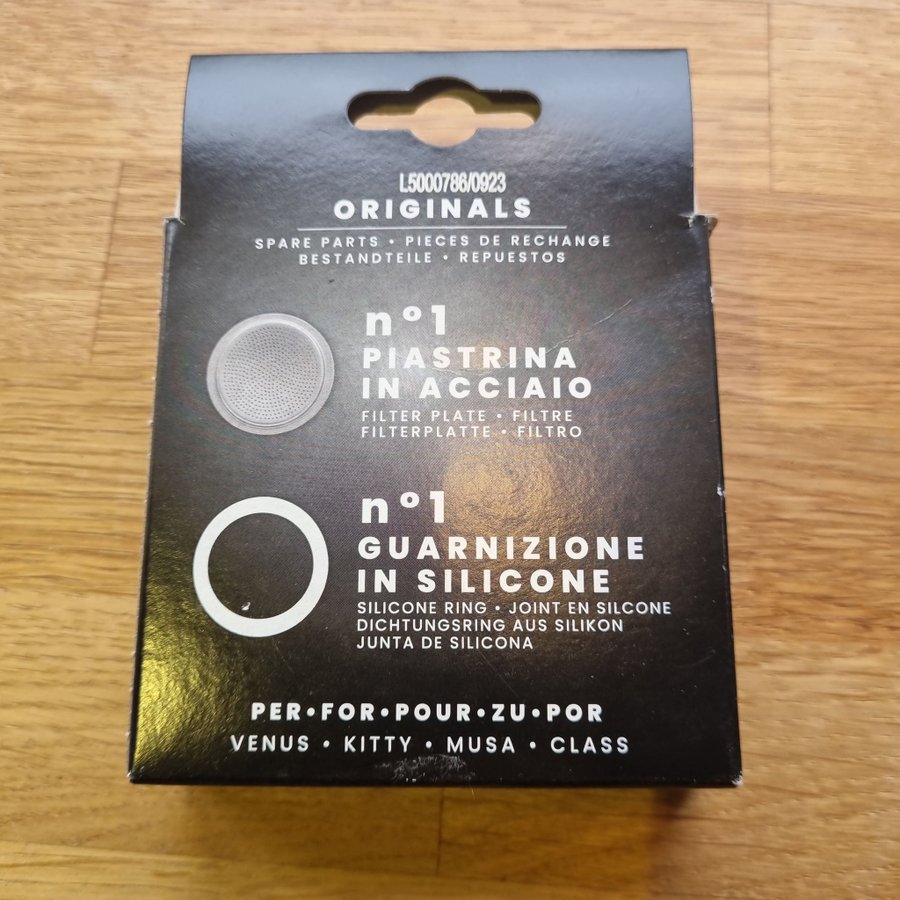 L5000786/0923
ORIGINALS
SPARE PARTS • PIECES DE RECHANGE
BESTANDTEILE • REPUESTOS
n°1
PIASTRINA
IN ACCIAIO
FILTER PLATE • FILTRE
FILTERPLATTE • FILTRO
n°1
GUARNIZIONE
IN SILICONE
SILICONE RING • JOINT EN SILCONE
DICHTUNGSRING AUS SILIKON
JUNTA DE SILICONA
PER•FOR•POUR•ZU•POR
VENUS • KITTY • MUSA • CLASS